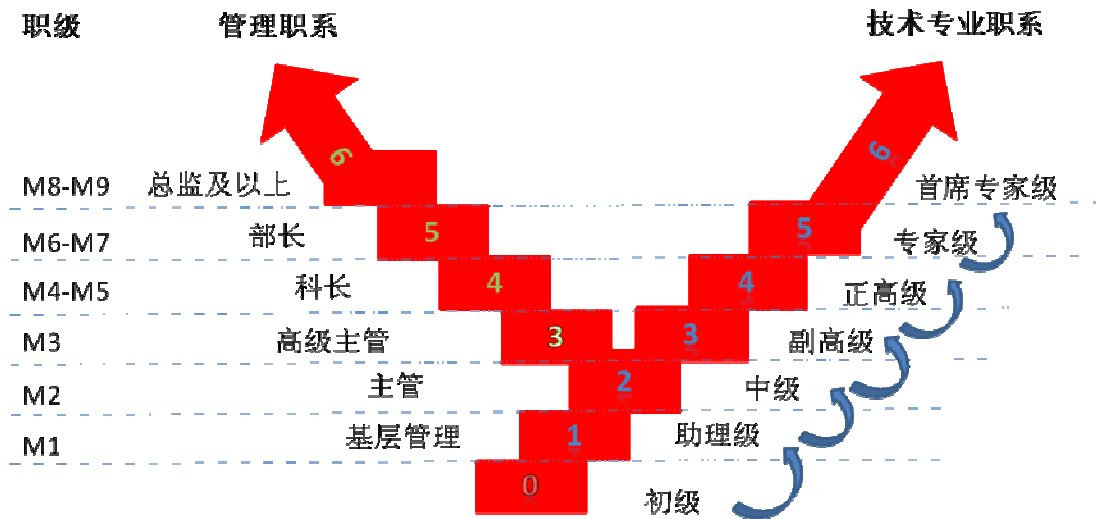 职级 管理职系 技术专业职系
6 6
M8-M9 总监及以上 首席专家级
M6-M7 部长 5 5 专家级
M4-M5 科长 4 4 正高级
M3 高级主管 3 3 副高级
M2 主管 2 中级
M1 基层管理 1 助理级
0 初级